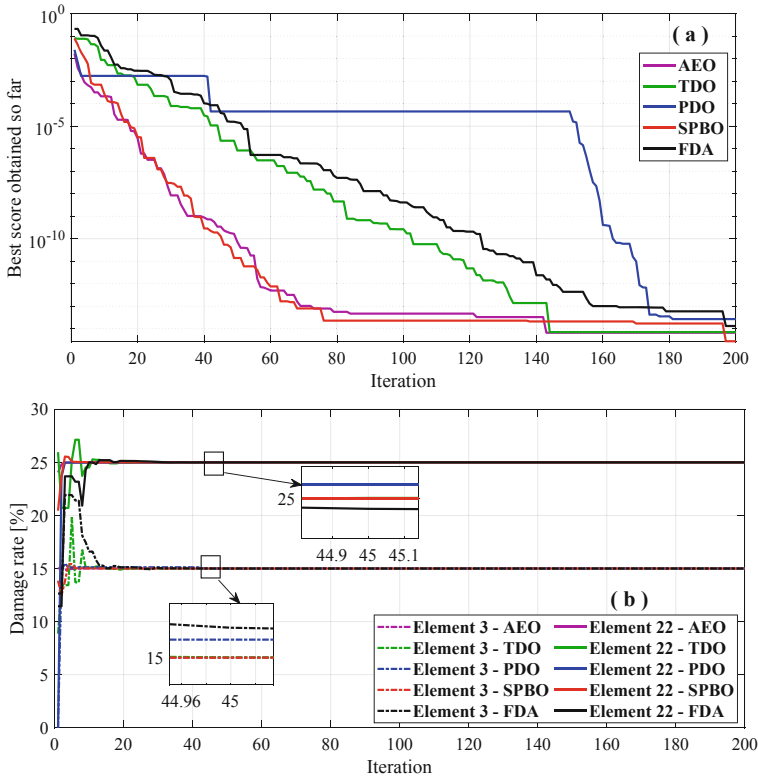 ( a )
AEO
TDO
PDO
SPBO
FDA
10^0
10^-5
10^-10
Best score obtained so far
0 20 40 60 80 100 120 140 160 180 200
Iteration
30
25
20
15
10
5
0
Damage rate [%]
25
44.9 45 45.1
15
44.96 45
( b )
Element 3 - AEO Element 22 - AEO
Element 3 - TDO Element 22 - TDO
Element 3 - PDO Element 22 - PDO
Element 3 - SPBO Element 22 - SPBO
Element 3 - FDA Element 22 - FDA
0 20 40 60 80 100 120 140 160 180 200
Iteration